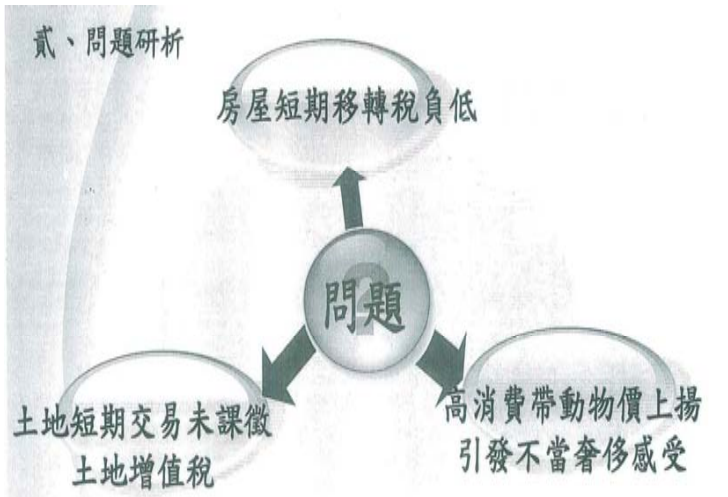 貳、問題研析
房屋短期移轉稅負低
問題
土地短期交易未課徵
土地增值稅
高消費帶動物價上揚
引發不當奢侈感受